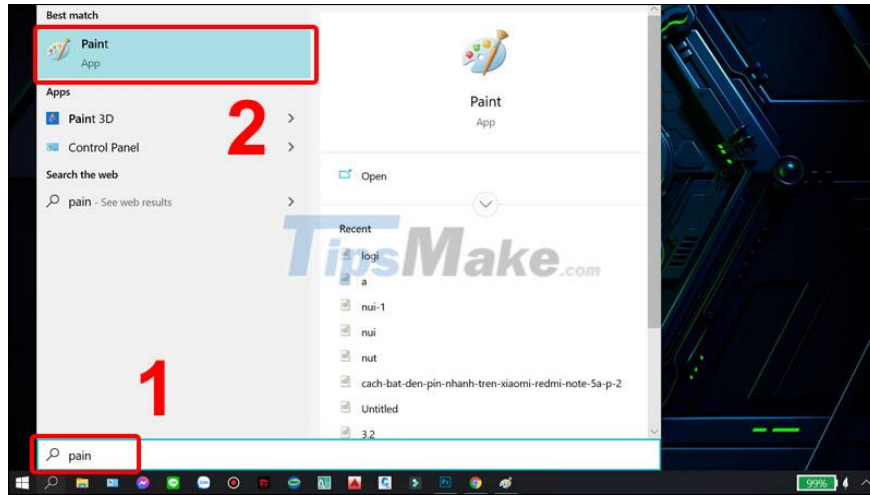 Best match
Paint
App
Apps
Paint 3D
Control Panel
Search the web
pain - See web results
2
1
pain
Paint
App
Open
Recent
logi
a
nui-1
nui
nut
cach-bat-den-pin-nhanh-tren-xiaomi-redmi-note-5a-p-2
Untitled
3.2
TipsMake.com
99%